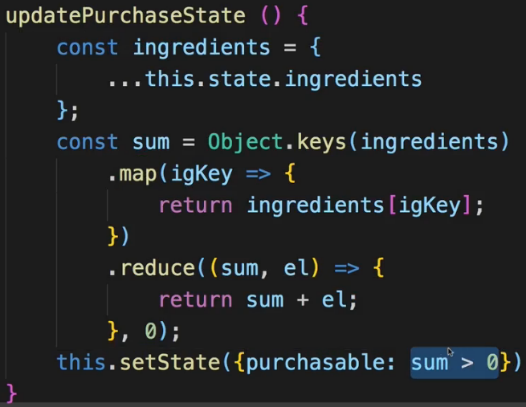 updatePurchaseState () {
    const ingredients = {
        ...this.state.ingredients
    };
    const sum = Object.keys(ingredients)
        .map(igKey => {
            return ingredients[igKey];
        })
        .reduce((sum, el) => {
            return sum + el;
        }, 0);
    this.setState({purchasable: sum > 0})
}